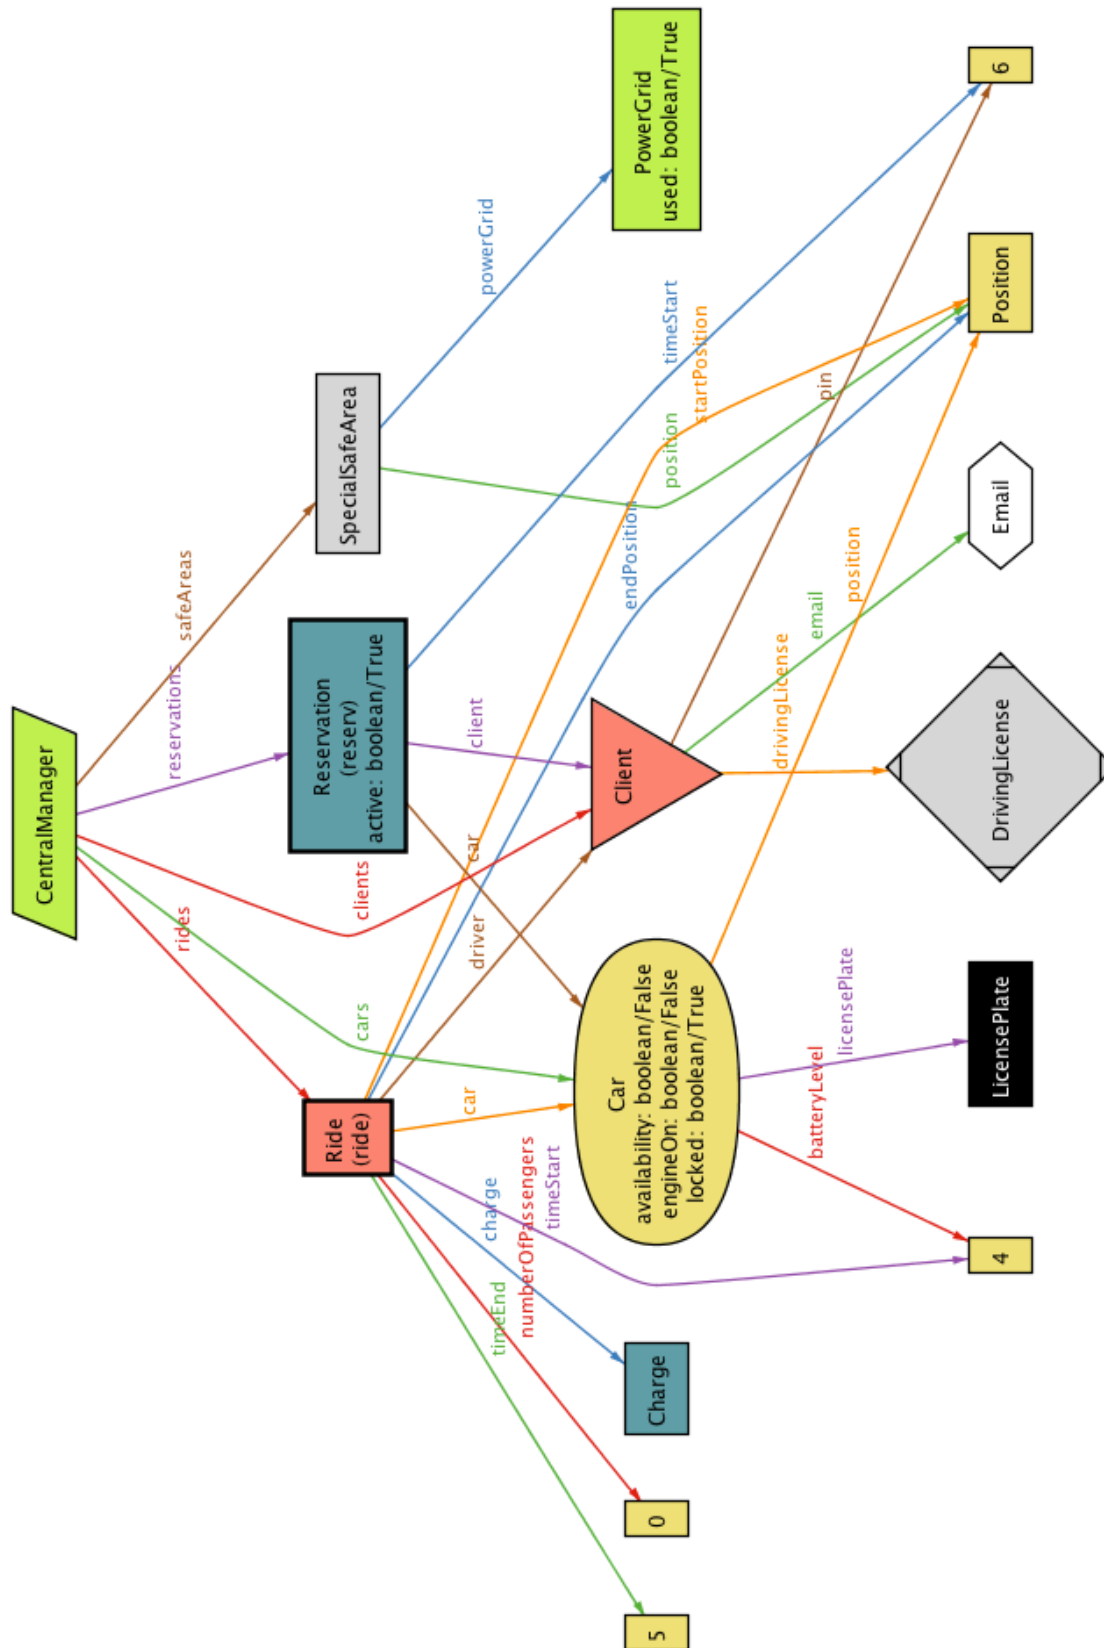 CentralManager
rides
cars
clients
reservations
safeAreas
Ride
(ride)
Reservation
(reserv)
active: boolean/True
SpecialSafeArea
timeEnd
numberOfPassengers
charge
timeStart
car
driver
car
client
endPosition
position
startPosition
timeStart
powerGrid
5
0
Charge
Car
availability: boolean/False
engineOn: boolean/False
locked: boolean/True
Client
PowerGrid
used: boolean/True
batteryLevel
licensePlate
drivingLicense
email
position
pin
4
LicensePlate
DrivingLicense
Email
Position
6